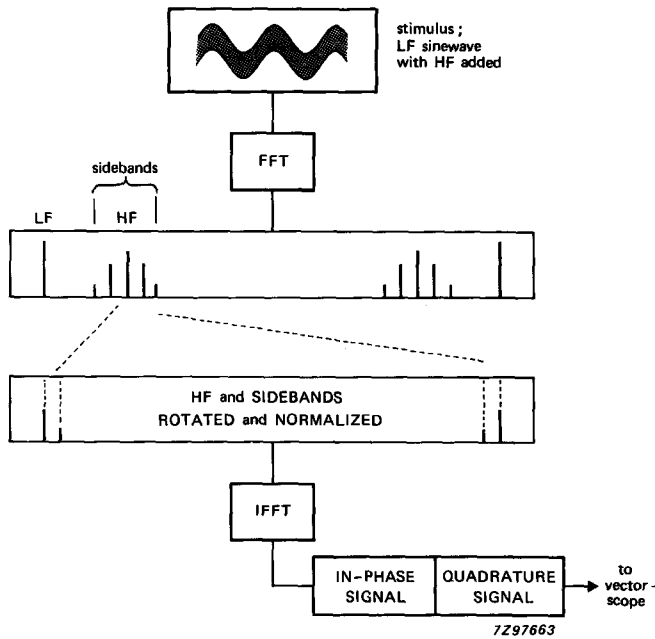 stimulus;
LF sinewave
with HF added
FFT
sidebands
LF HF
HF and SIDEBANDS
ROTATED and NORMALIZED
IFFT
IN-PHASE
SIGNAL
QUADRATURE
SIGNAL
to
vector-
scope
7Z97663